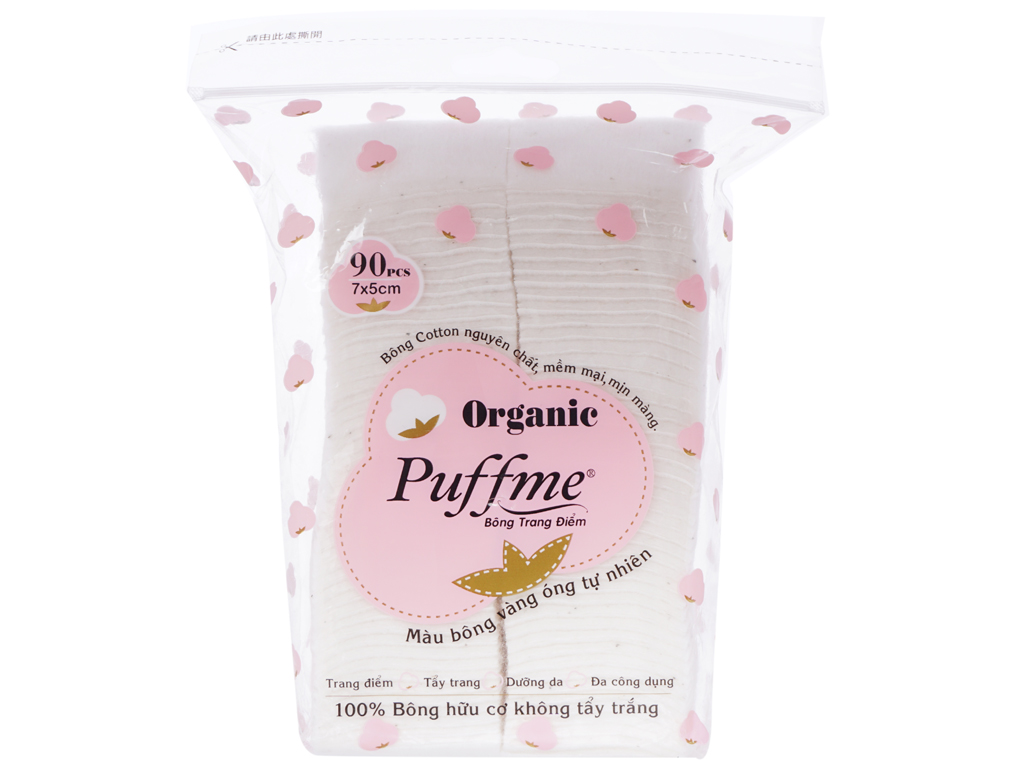 請由此處撕開
90PCS
7x5cm
Bông Cotton nguyên chất, mềm mại, mịn màng.
Organic
Puffme®
Bông Trang Điểm
Màu bông vàng óng tự nhiên
Trang điểm Tẩy trang Dưỡng da Đa công dụng
100% Bông hữu cơ không tẩy trắng